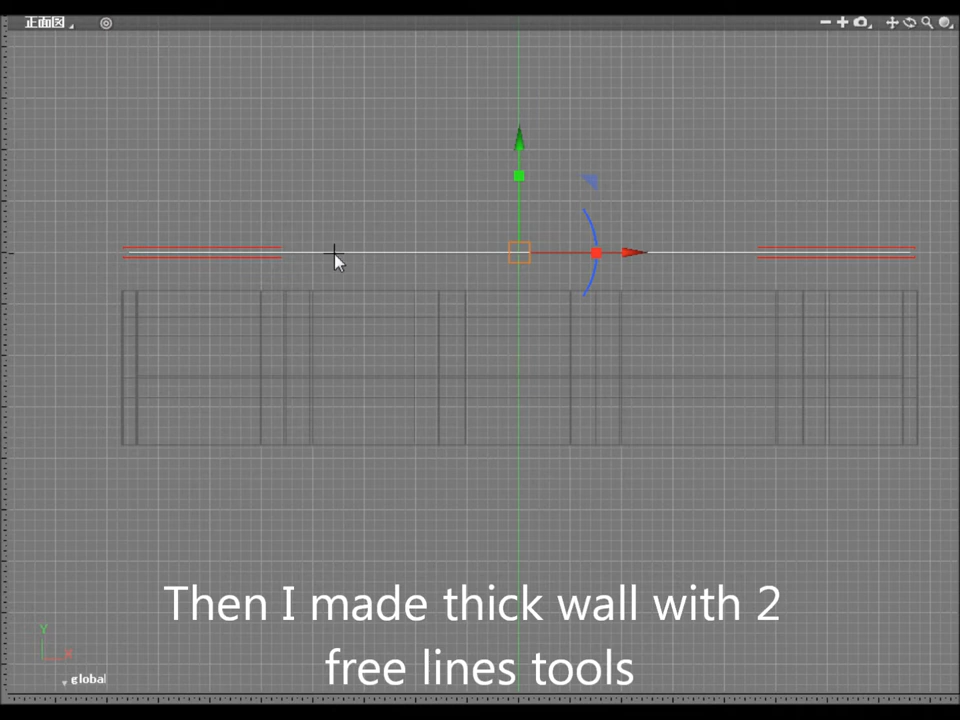 正面図
Y
X
global
Then I made thick wall with 2
free lines tools